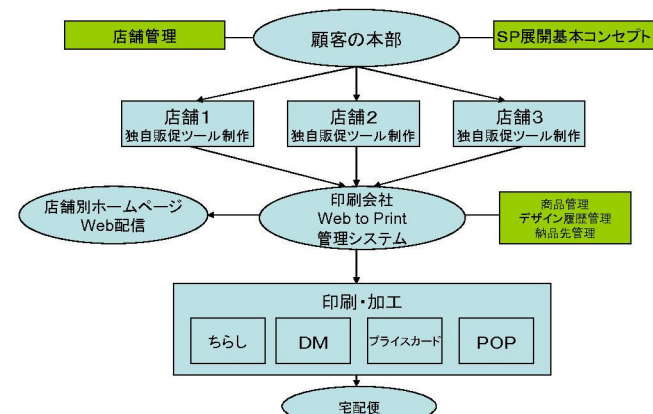 店舗管理
顧客の本部
SP展開基本コンセプト
店舗1
独自販促ツール制作
店舗2
独自販促ツール制作
店舗3
独自販促ツール制作
店舗別ホームページ
Web配信
印刷会社
Web to Print
管理システム
商品管理
デザイン履歴管理
納品先管理
印刷・加工
ちらし
DM
プライスカード
POP
宅配便